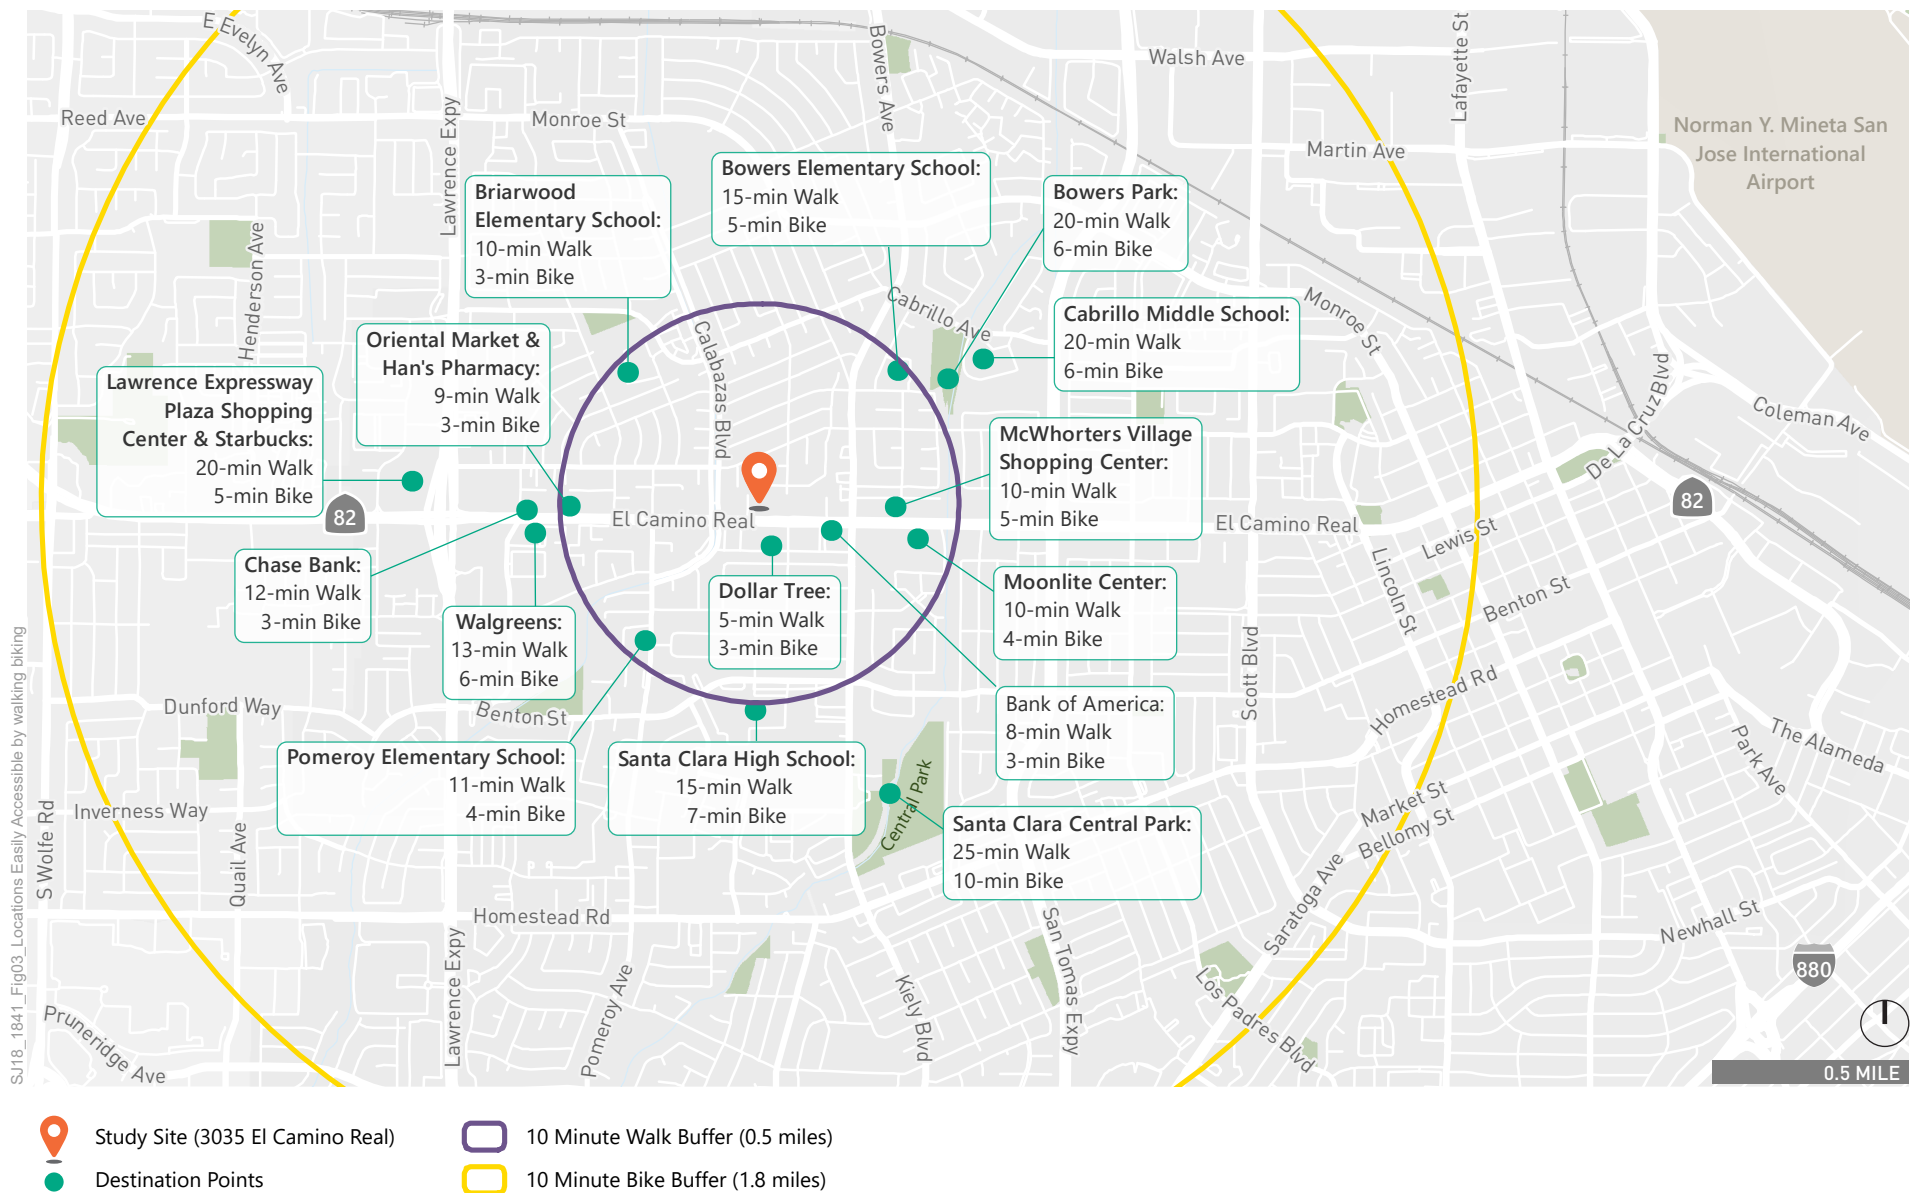 E Evelyn Ave
Bowers Ave
Walsh Ave
Lafayette St
Reed Ave
Lawrence Expy
Monroe St
Martin Ave
Norman Y. Mineta San
Jose International
Airport
Bowers Elementary School:
15-min Walk
5-min Bike
Briarwood
Elementary School:
10-min Walk
3-min Bike
Bowers Park:
20-min Walk
6-min Bike
Henderson Ave
Cabrillo Ave
Monroe St
Cabrillo Middle School:
20-min Walk
6-min Bike
Oriental Market &
Han's Pharmacy:
9-min Walk
3-min Bike
Calabazas Blvd
Lawrence Expressway
Plaza Shopping
Center & Starbucks:
20-min Walk
5-min Bike
De La Cruz Blvd
Coleman Ave
McWhorters Village
Shopping Center:
10-min Walk
5-min Bike
82
El Camino Real
El Camino Real
82
Lewis St
Lincoln St
Chase Bank:
12-min Walk
3-min Bike
Dollar Tree:
5-min Walk
3-min Bike
Moonlite Center:
10-min Walk
4-min Bike
Benton St
Walgreens:
13-min Walk
6-min Bike
Scott Blvd
Homestead Rd
Dunford Way
Benton St
Bank of America:
8-min Walk
3-min Bike
Park Ave
The Alameda
Pomeroy Elementary School:
11-min Walk
4-min Bike
Santa Clara High School:
15-min Walk
7-min Bike
Central Park
Santa Clara Central Park:
25-min Walk
10-min Bike
Market St
Bellomy St
Inverness Way
S Wolfe Rd
Quail Ave
Saratoga Ave
Homestead Rd
Newhall St
Lawrence Expy
Pomeroy Ave
Kiely Blvd
San Tomas Expy
Los Padres Blvd
880
Pruneridge Ave
0.5 MILE
SJ18_1841_Fig03_Locations Easily Accessible by walking biking
Study Site (3035 El Camino Real)
10 Minute Walk Buffer (0.5 miles)
Destination Points
10 Minute Bike Buffer (1.8 miles)